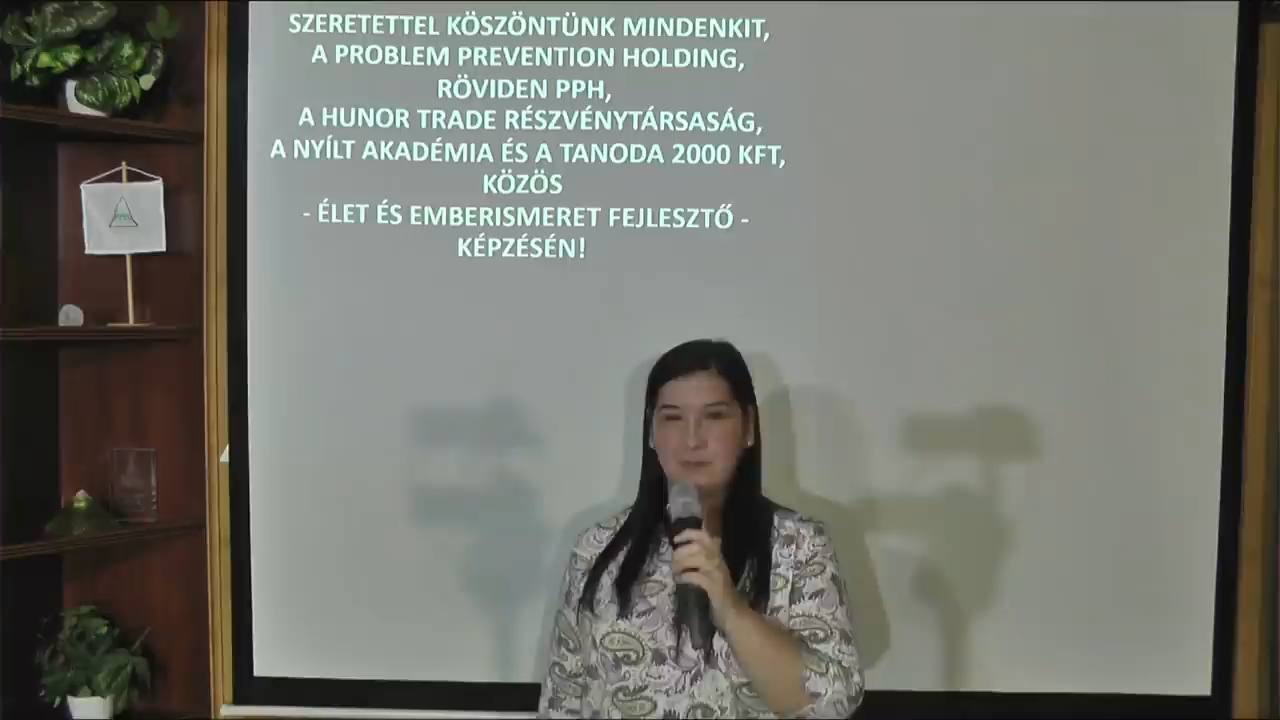 SZERETETTEL KÖSZÖNTÜNK MINDENKIT,
A PROBLEM PREVENTION HOLDING,
RÖVIDEN PPH,
A HUNOR TRADE RÉSZVÉNYTÁRSASÁG,
A NYÍLT AKADÉMIA ÉS A TANODA 2000 KFT,
KÖZÖS
- ÉLET ÉS EMBERISMERET FEJLESZTŐ -
KÉPZÉSÉN!